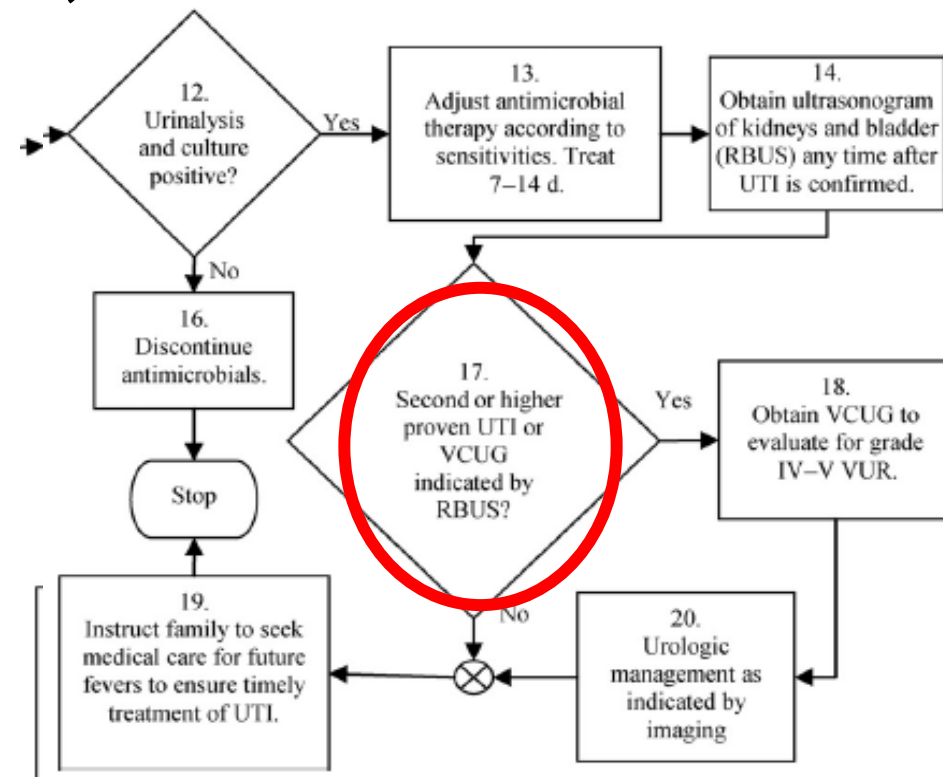 12.
Urinalysis
and culture
positive?
Yes
13.
Adjust antimicrobial
therapy according to
sensitivities. Treat
7–14 d.
14.
Obtain ultrasonogram
of kidneys and bladder
(RBUS) any time after
UTI is confirmed.
No
16.
Discontinue
antimicrobials.
Stop
17.
Second or higher
proven UTI or
VCUG
indicated by
RBUS?
Yes
18.
Obtain VCUG to
evaluate for grade
IV–V VUR.
No
19.
Instruct family to seek
medical care for future
fevers to ensure timely
treatment of UTI.
20.
Urologic
management as
indicated by
imaging